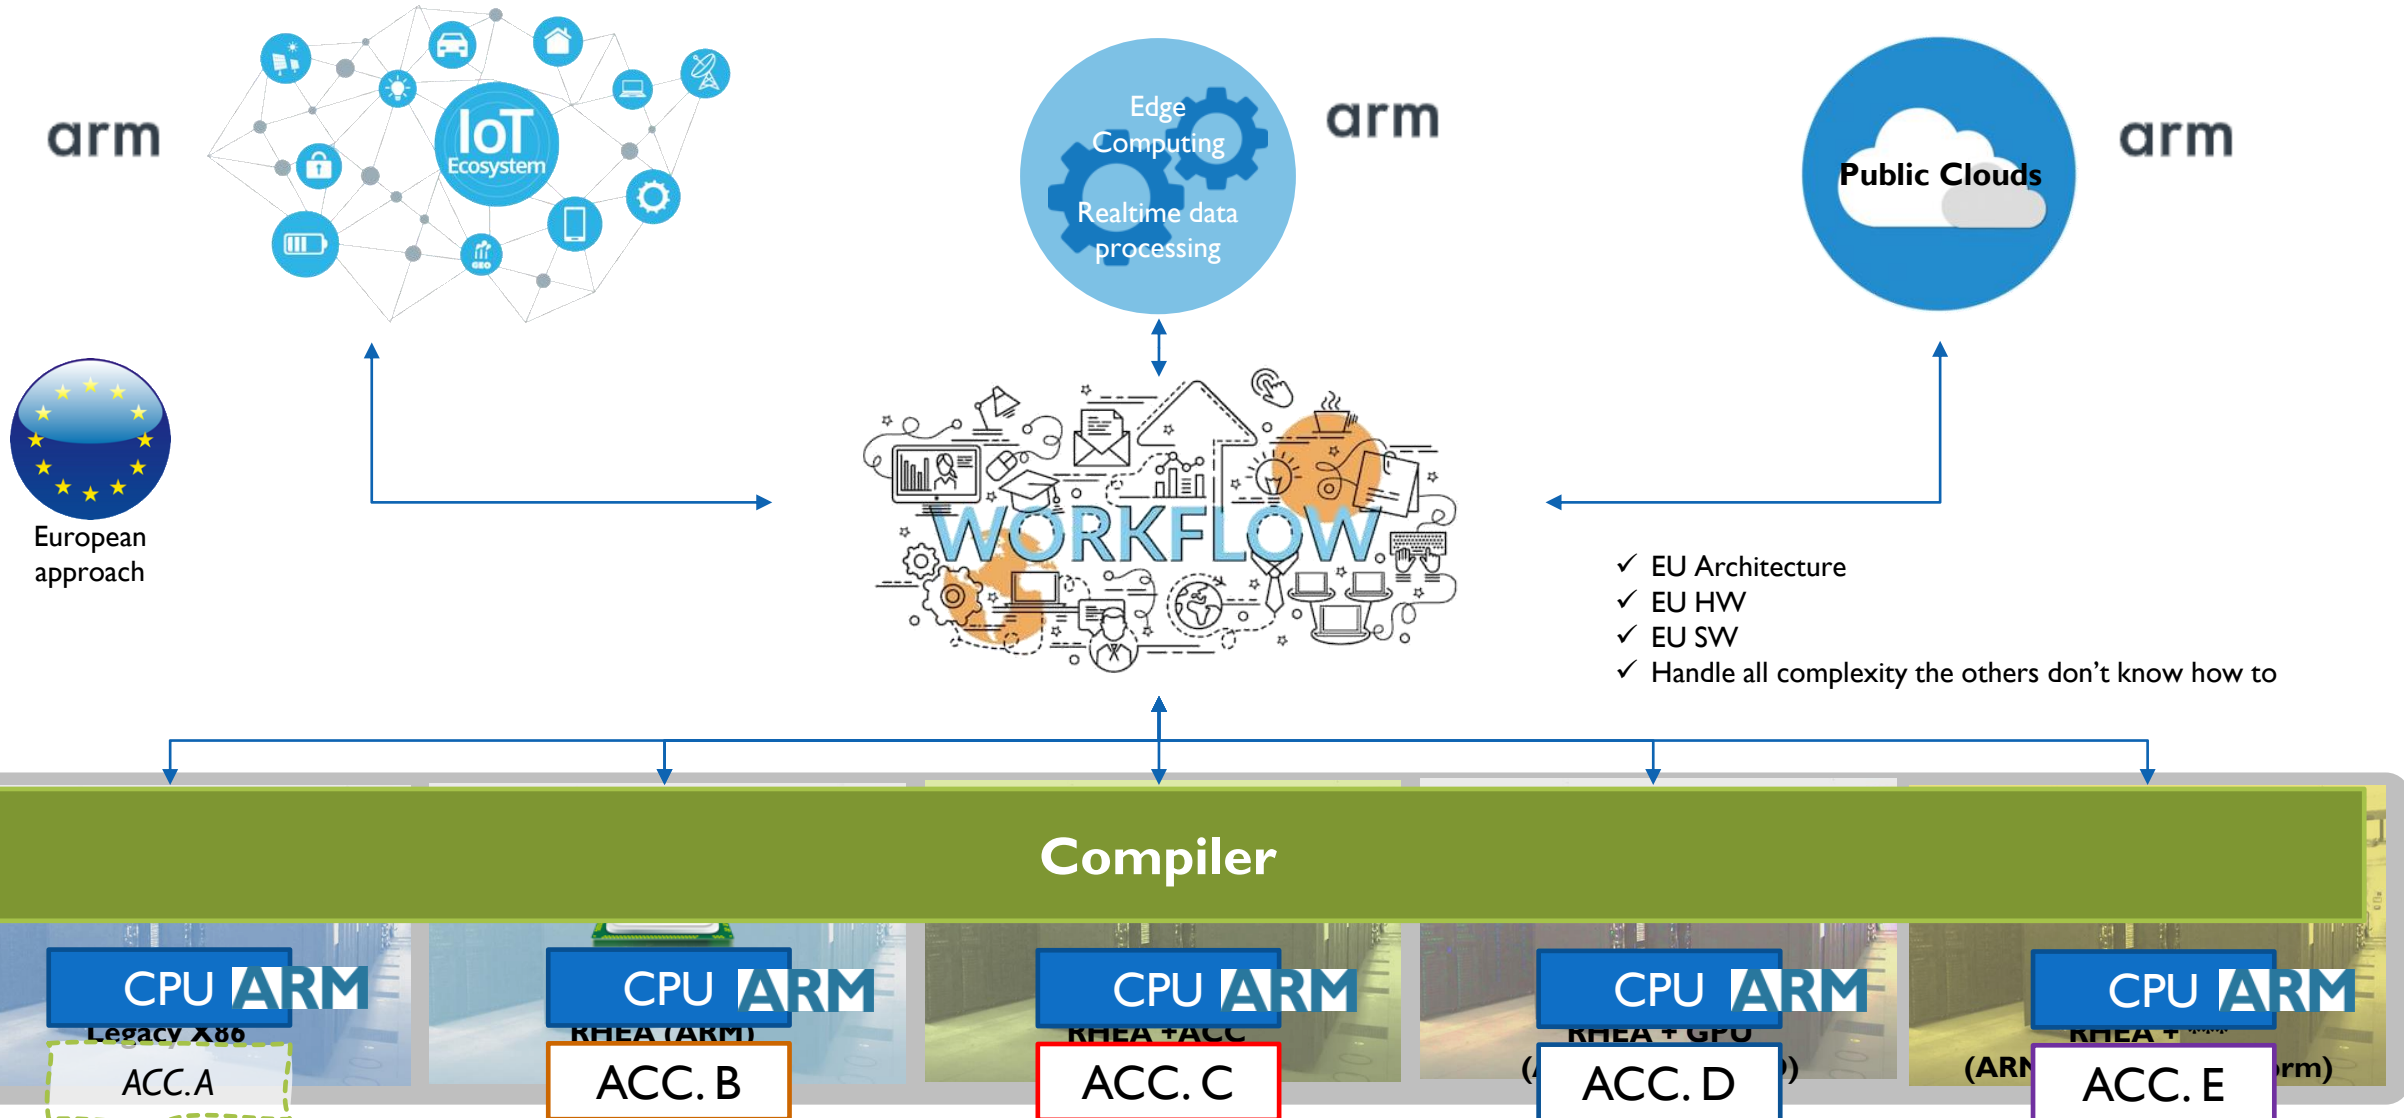 arm
IoT
Ecosystem
GEO
Edge
Computing
Realtime data
processing
arm
Public Clouds
arm
European
approach
WORKFLOW
✓ EU Architecture
✓ EU HW
✓ EU SW
✓ Handle all complexity the others don't know how to
Compiler
CPU ARM
Legacy X86
ACC. A
CPU ARM
RHEA (ARM)
ACC. B
CPU ARM
RHEA +ACC
ACC. C
CPU ARM
RHEA + GPU
ACC. D
CPU ARM
RHEA + ***
ACC. E